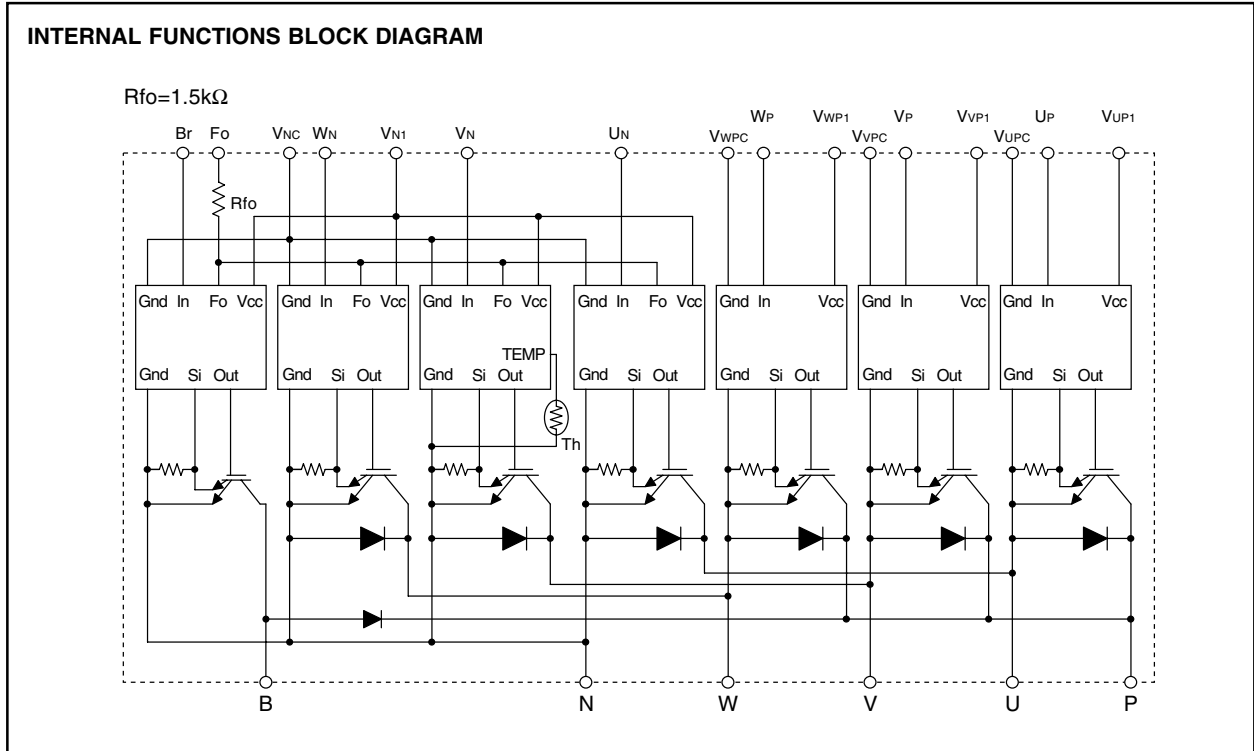 INTERNAL FUNCTIONS BLOCK DIAGRAM
Rfo=1.5kΩ
Br Fo VNC WN VN1 VN UN VWPC WP VWP1 VVPC VP VVP1 VUPC UP VUP1
Rfo
Gnd In Fo Vcc Gnd In Fo Vcc Gnd In Fo Vcc Gnd In Fo Vcc Gnd In Vcc Gnd In Vcc Gnd In Vcc
TEMP
Gnd Si Out Gnd Si Out Gnd Si Out Gnd Si Out Gnd Si Out Gnd Si Out Gnd Si Out
Th
B N W V U P